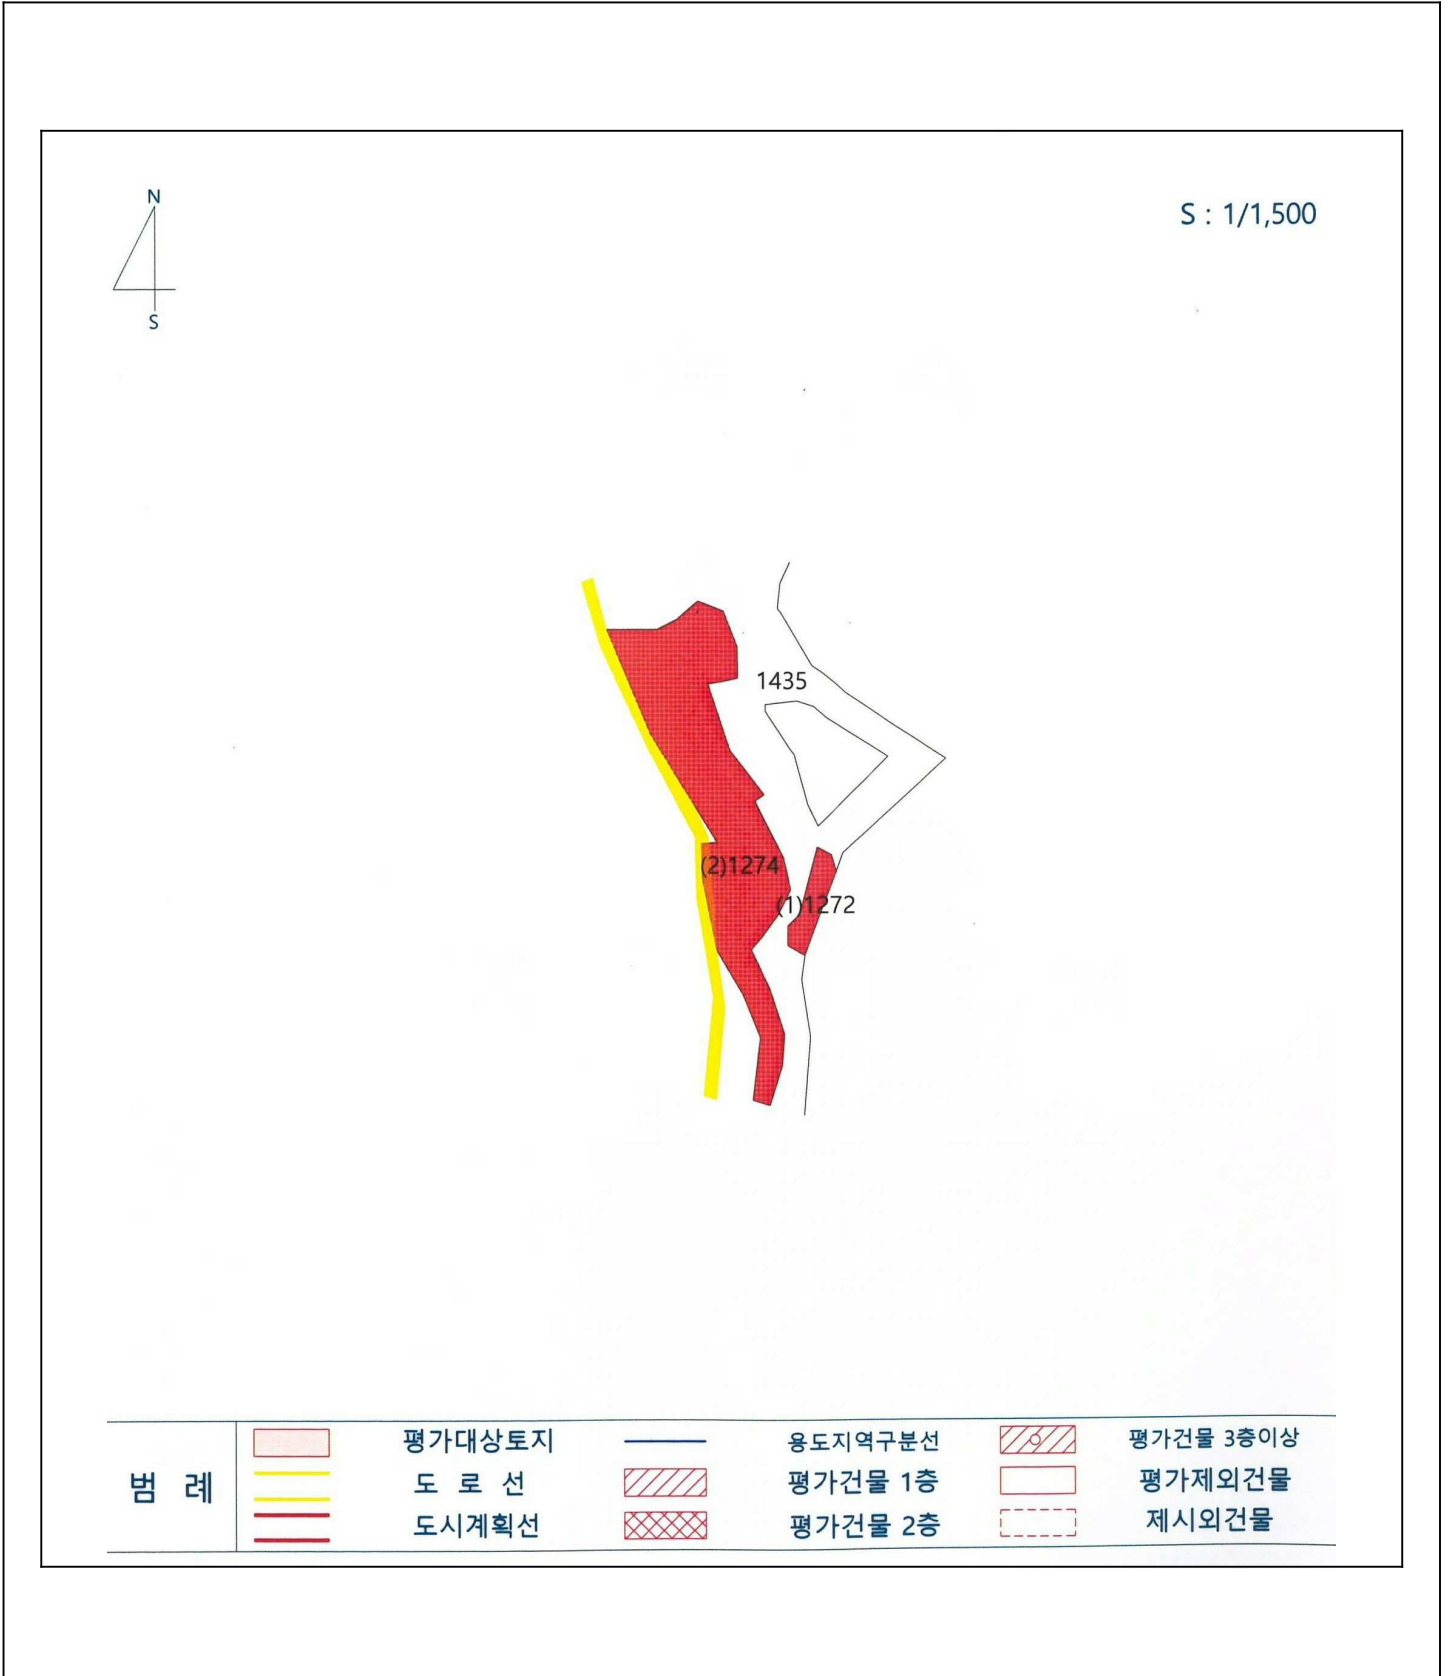 N
S : 1/1,500
S
1435
(2)1274
(1)1272
범 례
평가대상토지
용도지역구분선
평가건물 3층이상
도 로 선
평가건물 1층
평가제외건물
도시계획선
평가건물 2층
제시외건물